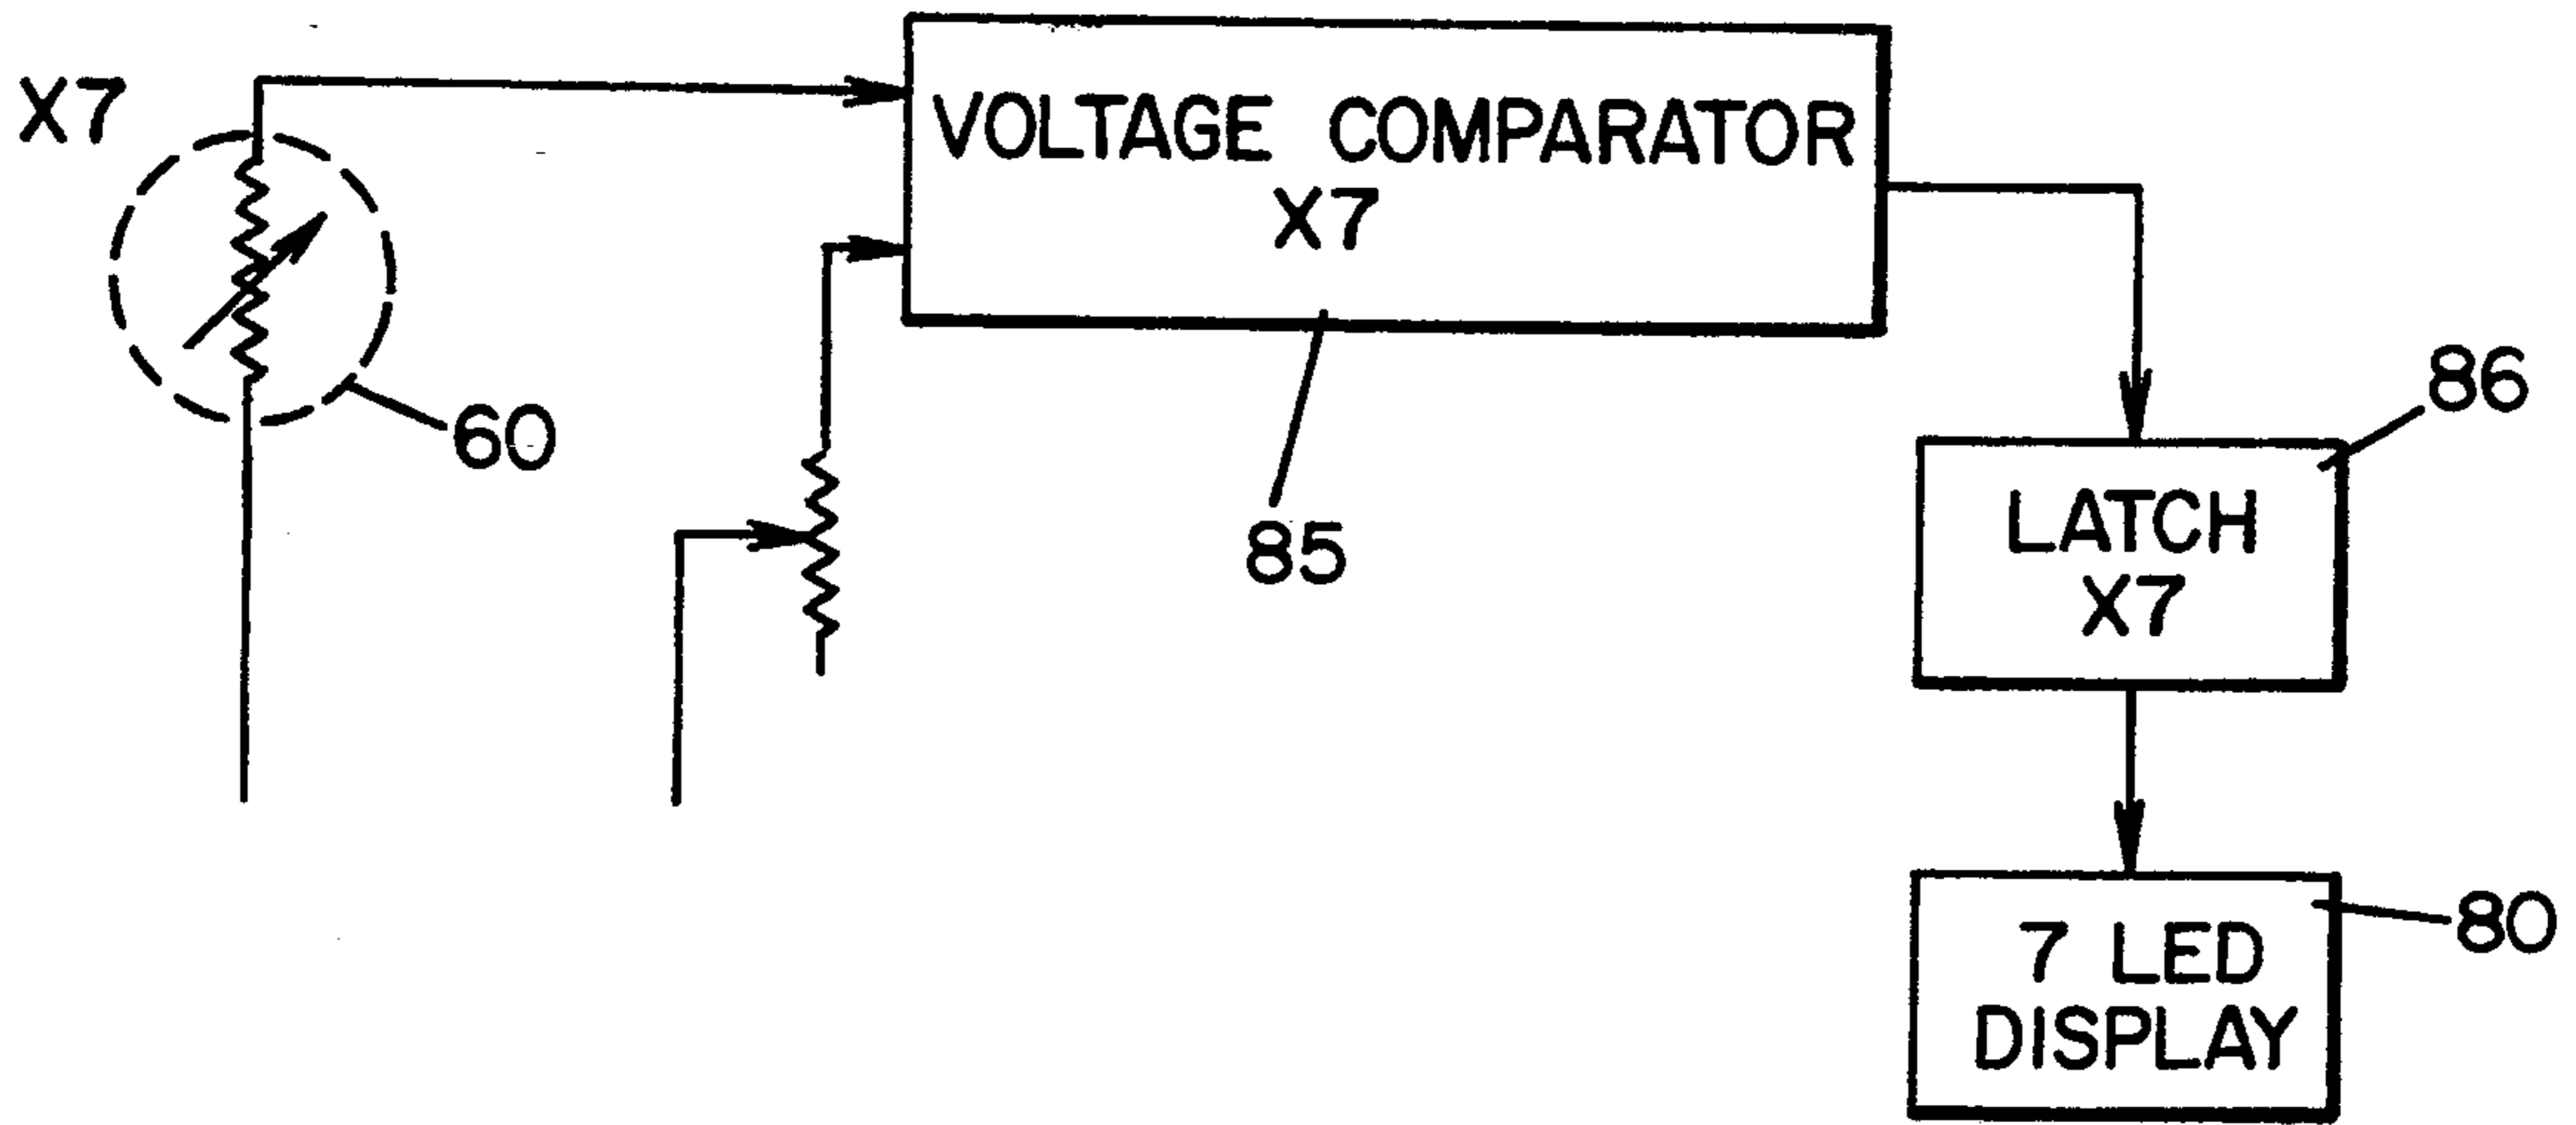 X7
VOLTAGE COMPARATOR
X7
60
85
86
LATCH
X7
80
7 LED
DISPLAY